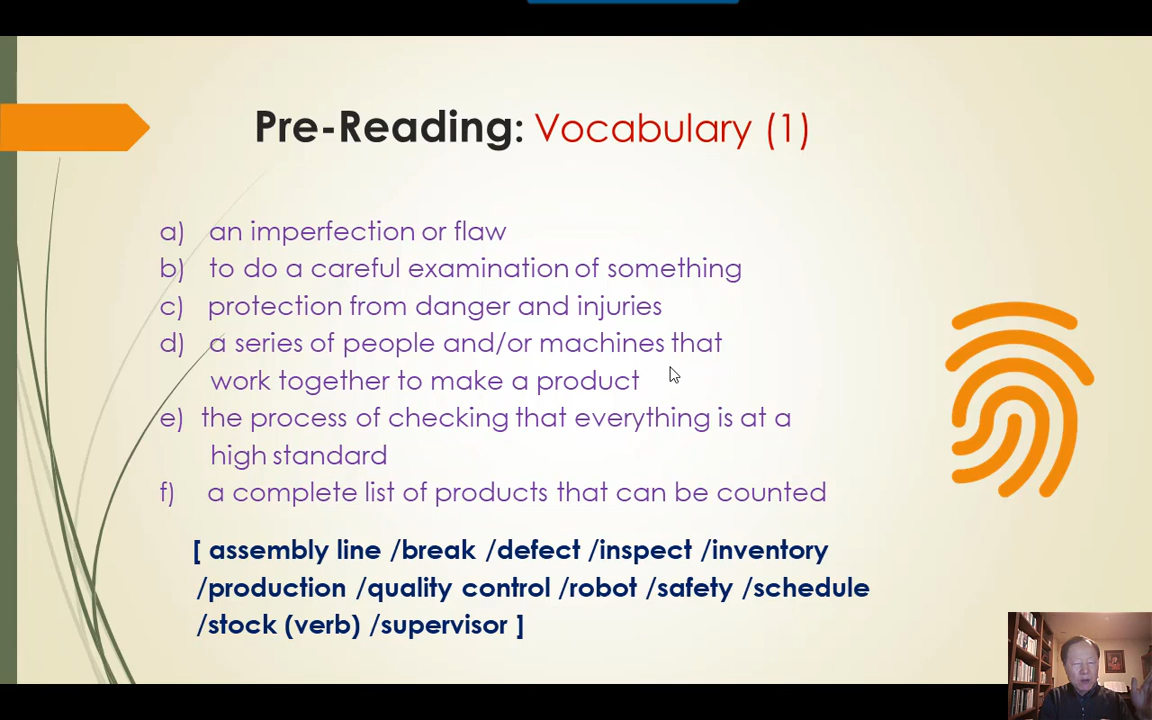 Pre-Reading: Vocabulary (1)
a) an imperfection or flaw
b) to do a careful examination of something
c) protection from danger and injuries
d) a series of people and/or machines that
work together to make a product
e) the process of checking that everything is at a
high standard
f) a complete list of products that can be counted
[ assembly line /break /defect /inspect /inventory
/production /quality control /robot /safety /schedule
/stock (verb) /supervisor ]